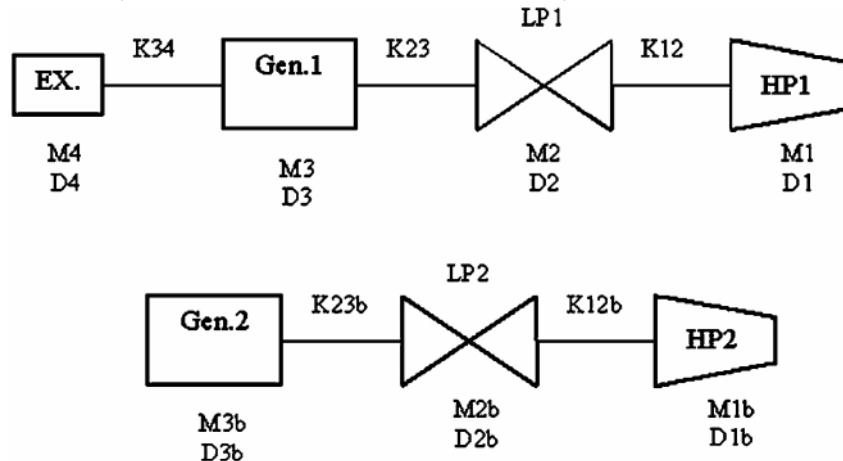 LP1
K34 K23 K12
EX. Gen.1 HP1
M4 M3 M2 M1
D4 D3 D2 D1
LP2
K23b K12b
Gen.2 HP2
M3b M2b M1b
D3b D2b D1b